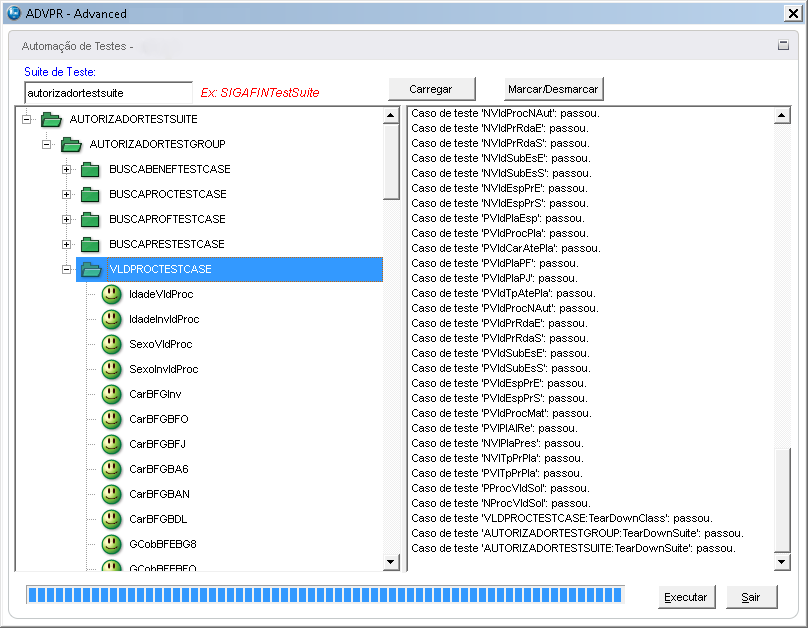 ADVPR - Advanced
Automação de Testes -
Suite de Teste:
autorizadortestsuite
Ex: SIGAFINTestSuite
Carregar
Marcar/Desmarcar
AUTORIZADORTESTSUITE
AUTORIZADORTESTGROUP
BUSCABENEFTESTCASE
BUSCAPROCTESTCASE
BUSCAPROFTESTCASE
BUSCAPRESTESTCASE
VLDPROCTESTCASE
IdadeVldProc
IdadeInvldProc
SexoVldProc
SexoInvldProc
CarBFGInv
CarBFGBFO
CarBFGBFJ
CarBFGBA6
CarBFGBAN
CarBFGBDL
GCobBFEBG8
GCobBFEBFO
Caso de teste 'NVldProcNAut': passou.
Caso de teste 'NVldPrRdaE': passou.
Caso de teste 'NVldPrRdaS': passou.
Caso de teste 'NVldSubEsE': passou.
Caso de teste 'NVldSubEsS': passou.
Caso de teste 'NVldEspPrE': passou.
Caso de teste 'NVldEspPrS': passou.
Caso de teste 'PVldPlaEsp': passou.
Caso de teste 'PVldProcPla': passou.
Caso de teste 'PVldCarAtePla': passou.
Caso de teste 'PVldPlaPF': passou.
Caso de teste 'PVldPlaPJ': passou.
Caso de teste 'PVldTpAtePla': passou.
Caso de teste 'PVldProcNAut': passou.
Caso de teste 'PVldPrRdaE': passou.
Caso de teste 'PVldPrRdaS': passou.
Caso de teste 'PVldSubEsE': passou.
Caso de teste 'PVldSubEsS': passou.
Caso de teste 'PVldEspPrE': passou.
Caso de teste 'PVldEspPrS': passou.
Caso de teste 'PVldProcMat': passou.
Caso de teste 'PVlPlAlRe': passou.
Caso de teste 'NVlPlaPres': passou.
Caso de teste 'NVlTpPrPla': passou.
Caso de teste 'PVlTpPrPla': passou.
Caso de teste 'PProcVldSol': passou.
Caso de teste 'NProcVldSol': passou.
Caso de teste 'VLDPROCTESTCASE:TearDownClass': passou.
Caso de teste 'AUTORIZADORTESTGROUP:TearDownSuite': passou.
Caso de teste 'AUTORIZADORTESTSUITE:TearDownSuite': passou.
Executar
Sair